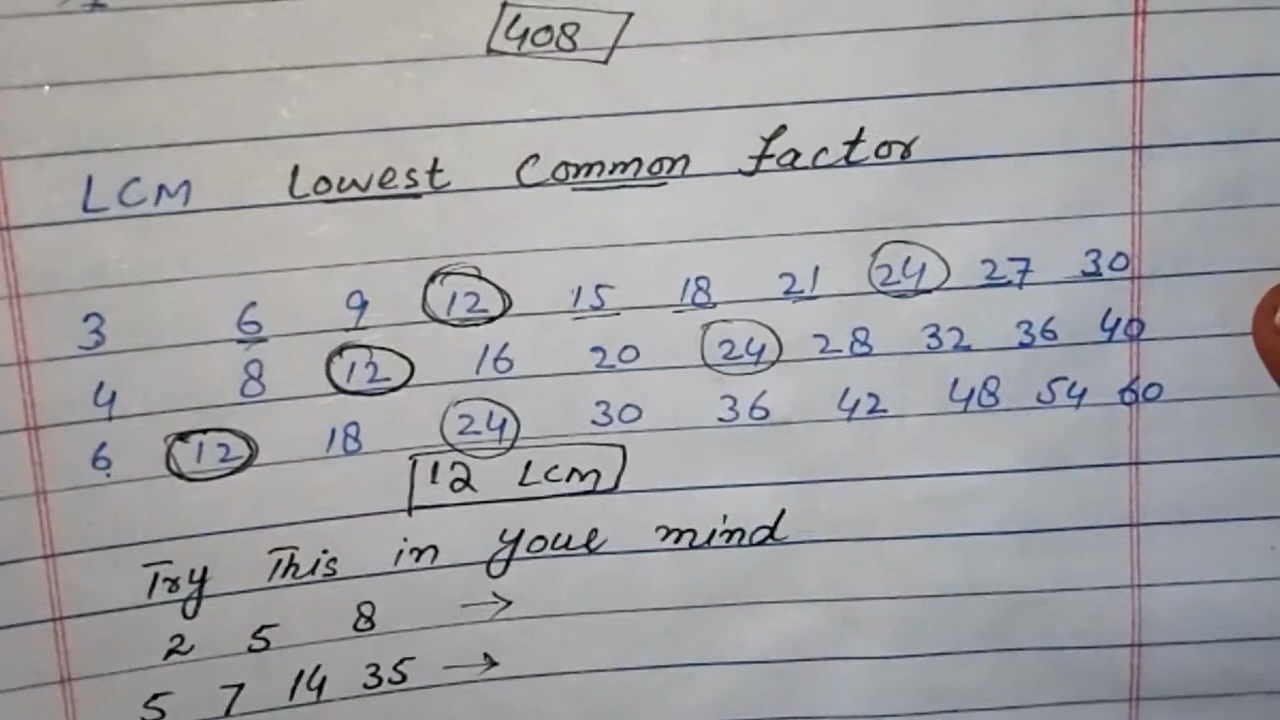 408
LCM Lowest Common factor
3 6 9 12 15 18 21 24 27 30
4 8 12 16 20 24 28 32 36 40
6 12 18 24 30 36 42 48 54 60
12 LCM
Try This in youe mind
2 5 8 →
5 7 14 35 →